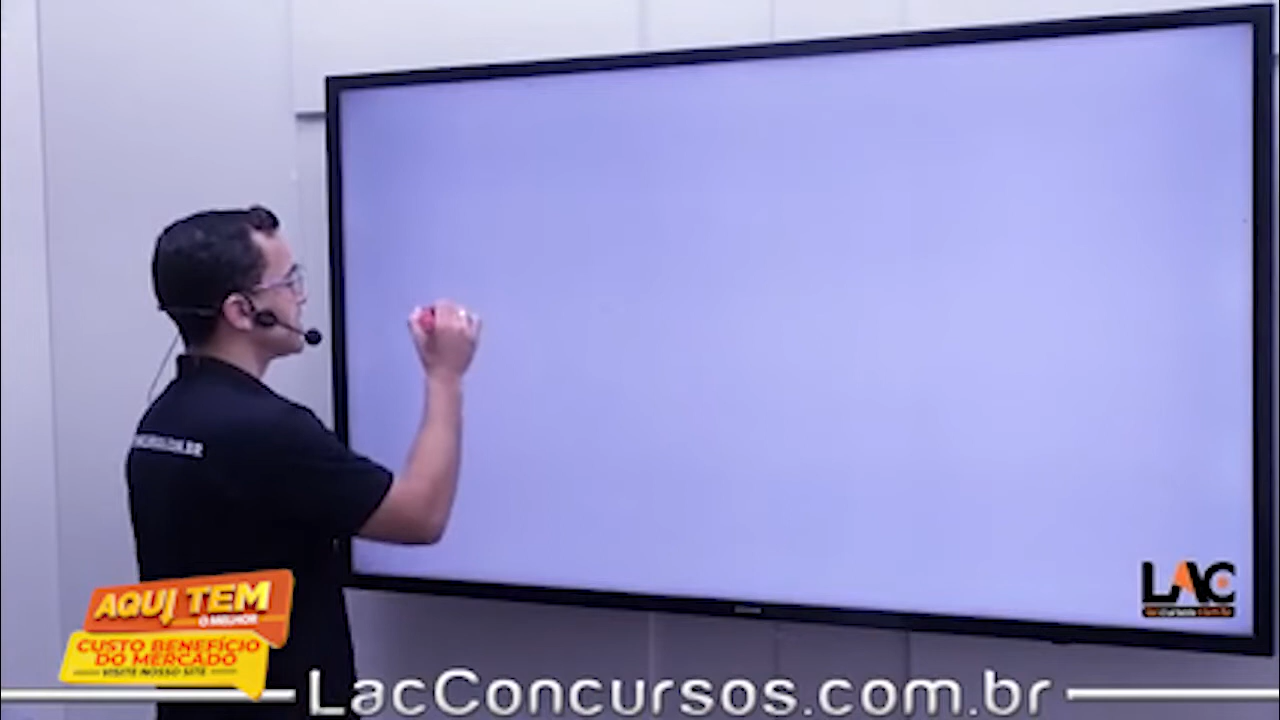 LAC
AQUI TEM
O MELHOR
CUSTO BENEFÍCIO
DO MERCADO
VISITE NOSSO SITE
LacConcursos.com.br